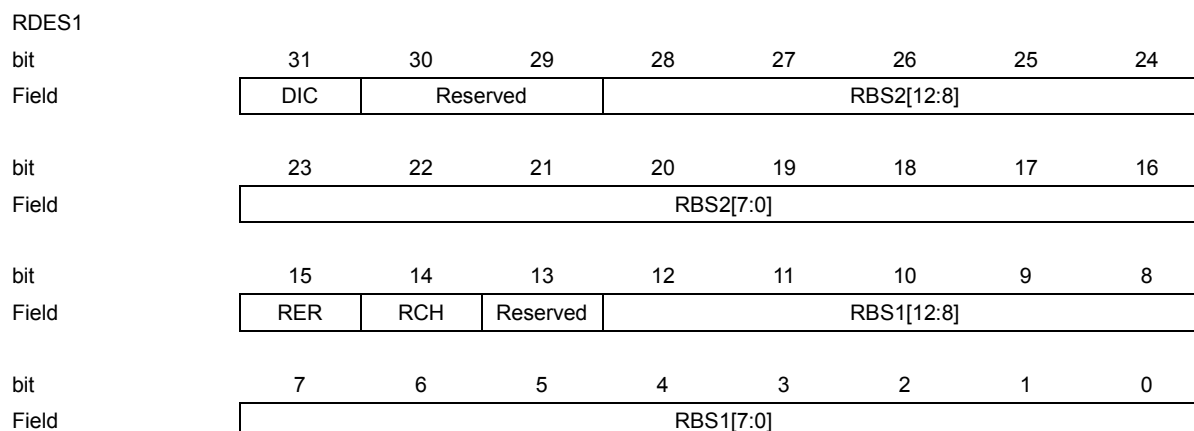 RDES1
bit 31 30 29 28 27 26 25 24
Field DIC Reserved RBS2[12:8]
bit 23 22 21 20 19 18 17 16
Field RBS2[7:0]
bit 15 14 13 12 11 10 9 8
Field RER RCH Reserved RBS1[12:8]
bit 7 6 5 4 3 2 1 0
Field RBS1[7:0]